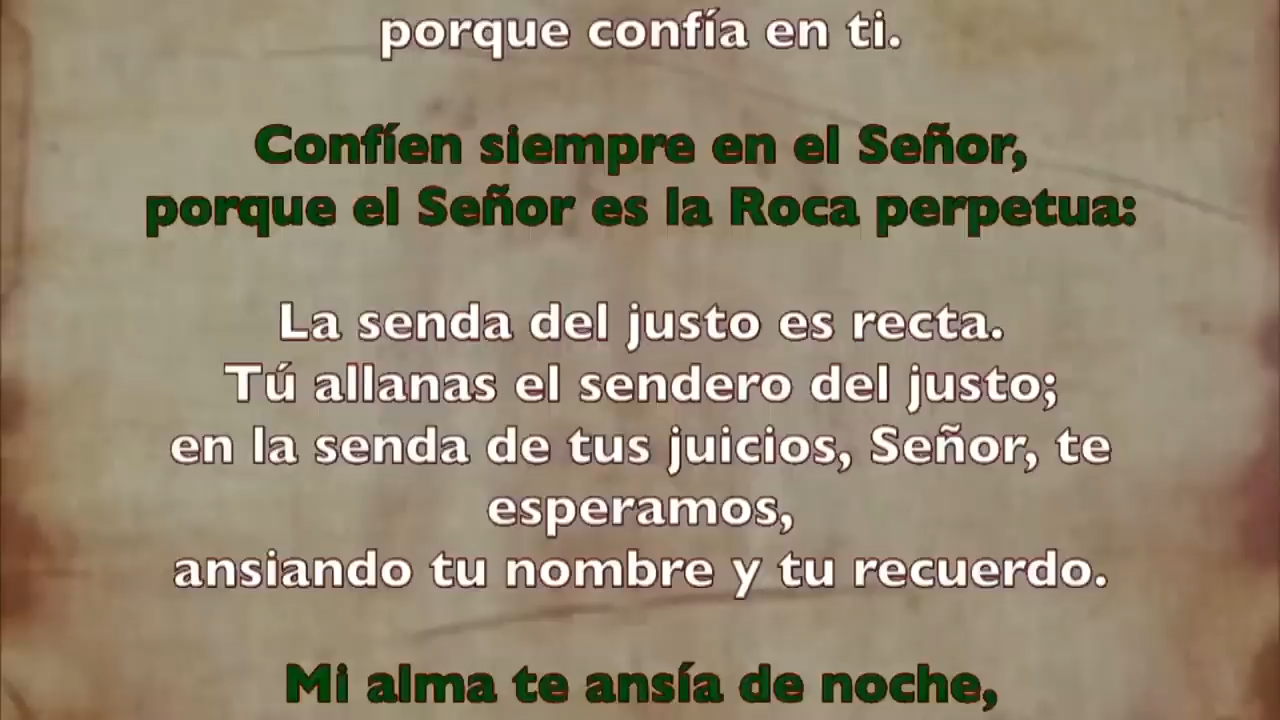 porque confía en ti.
Confíen siempre en el Señor,
porque el Señor es la Roca perpetua:
La senda del justo es recta.
Tú allanas el sendero del justo;
en la senda de tus juicios, Señor, te
esperamos,
ansiando tu nombre y tu recuerdo.
Mi alma te ansía de noche,